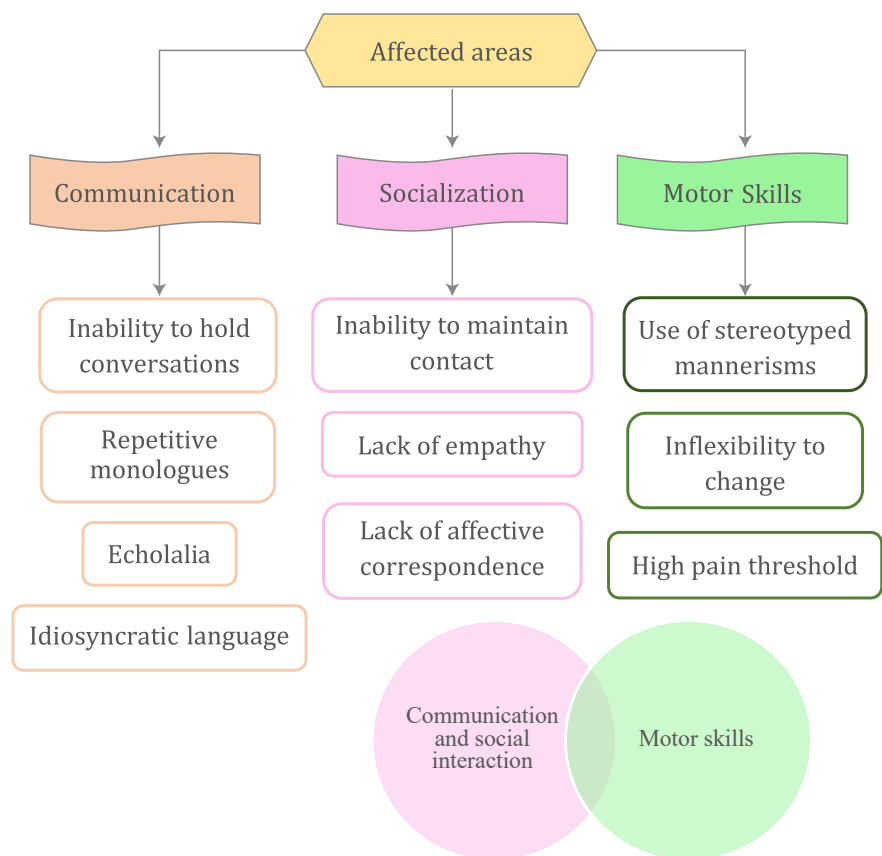 Affected areas
Communication
Socialization
Motor Skills
Inability to hold
conversations
Repetitive
monologues
Echolalia
Idiosyncratic language
Inability to maintain
contact
Lack of empathy
Lack of affective
correspondence
Use of stereotyped
mannerisms
Inflexibility to
change
High pain threshold
Communication
and social
interaction
Motor skills